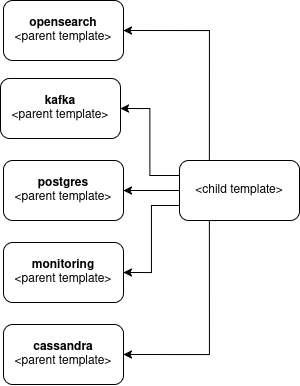 opensearch
<parent template>
kafka
<parent template>
postgres
<parent template>
<child template>
monitoring
<parent template>
cassandra
<parent template>